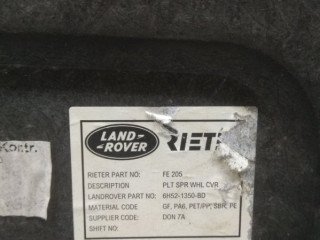 Kontr.
LAND
ROVER
RIETE
RIETER PART NO: FE 205
DESCRIPTION PLT SPR WHL CVR
LANDROVER PART NO: 6H52-1350-BD
MATERIAL CODE GF, PA6, PET/PP, SBR, PE
SUPPLIER CODE: DON 7A
SHIFT NO: